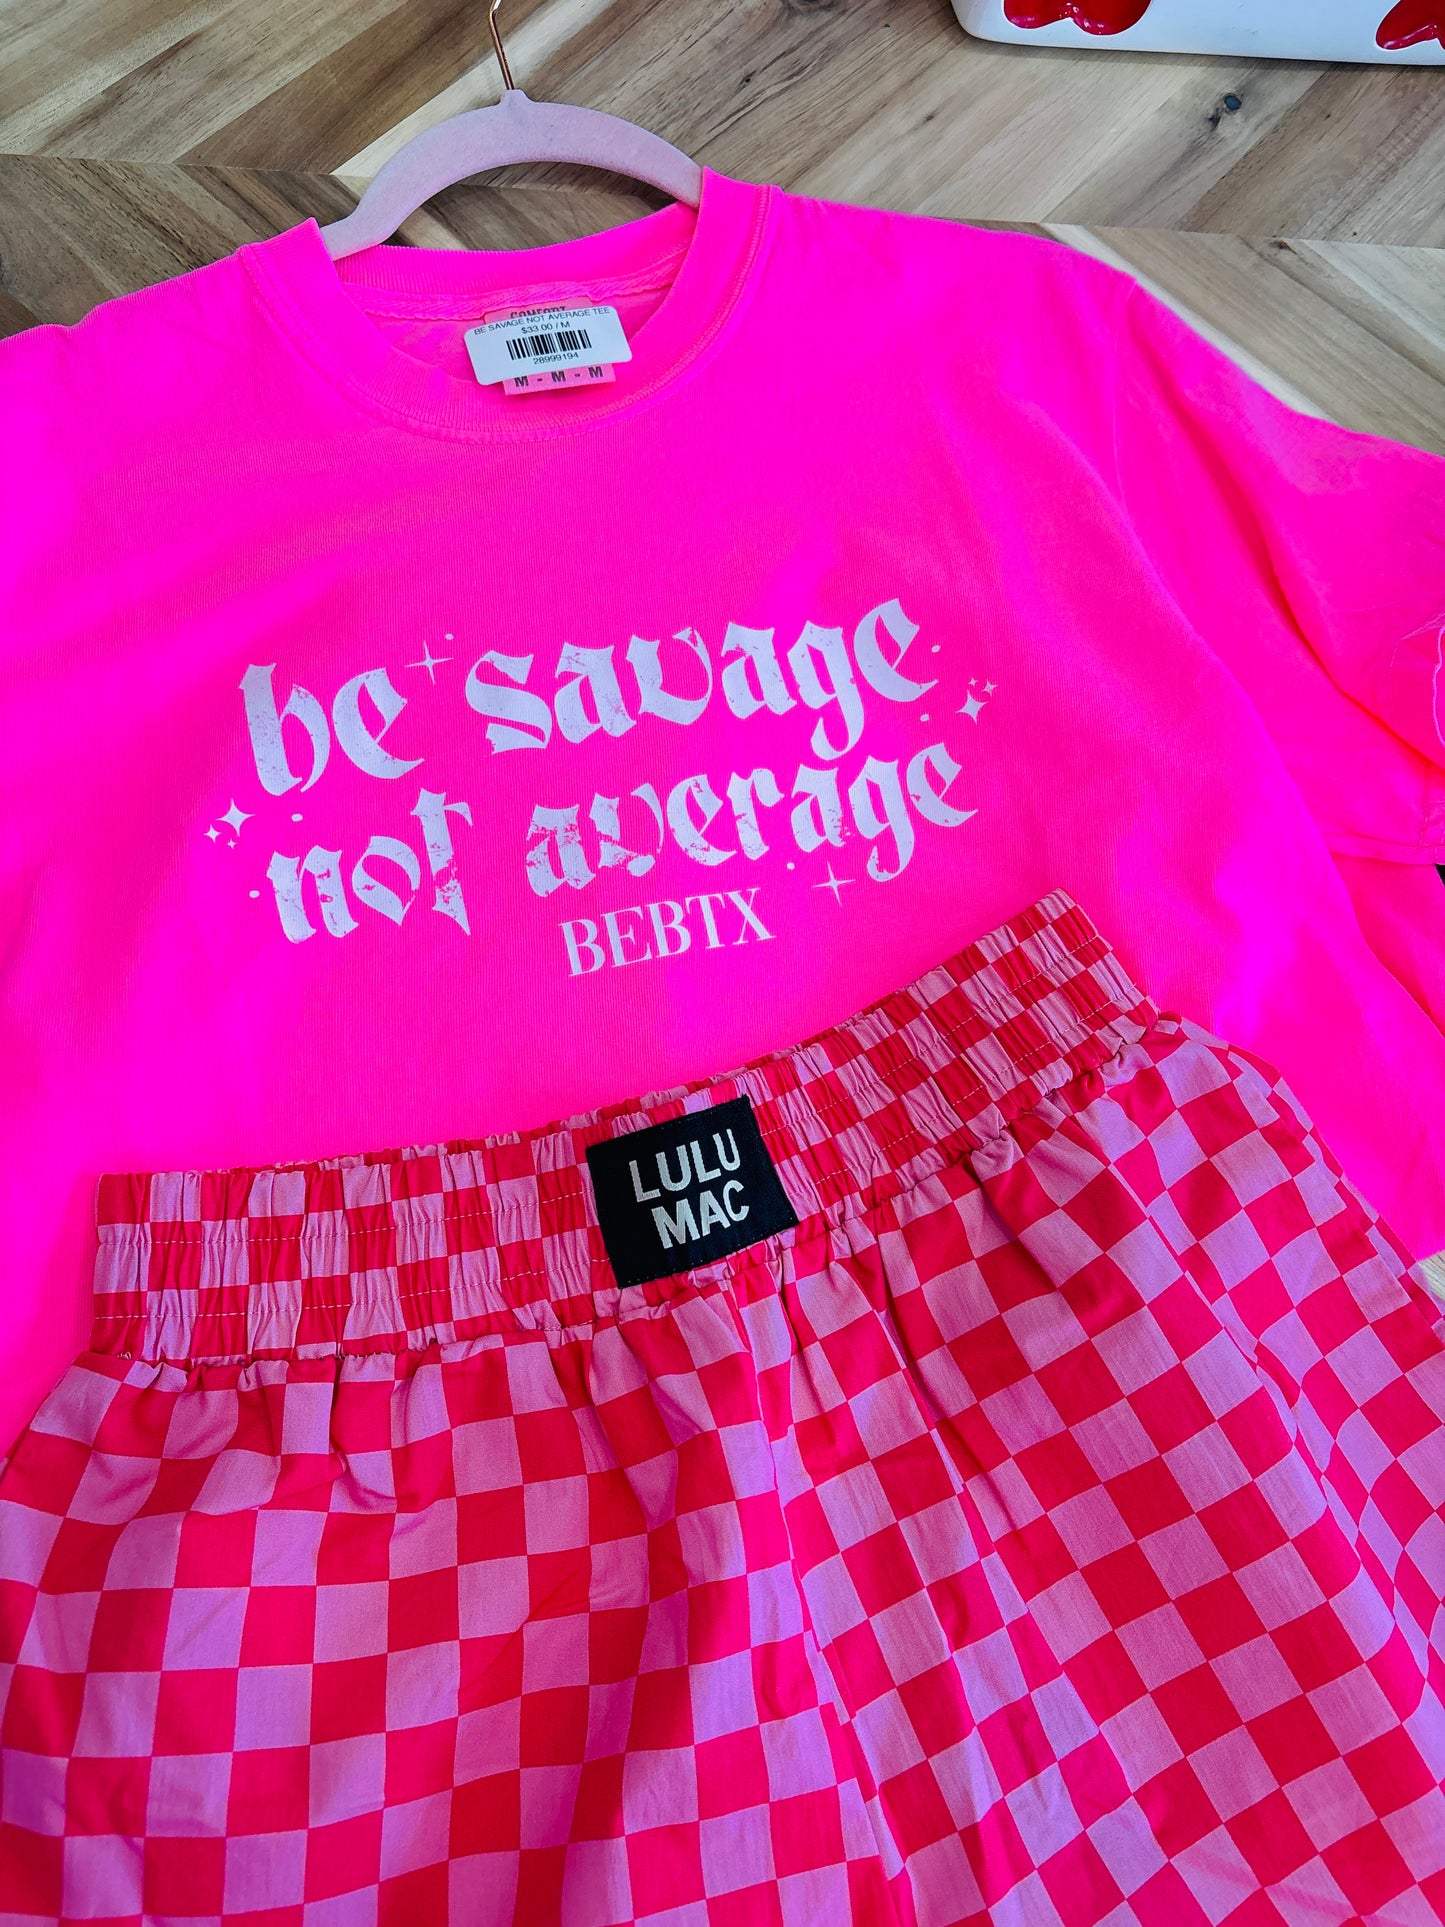 COMFORT
BE SAVAGE NOT AVERAGE TEE
$33.00 / M
28999194
M - M - M
be savage
not average
BEBTX
LULU
MAC